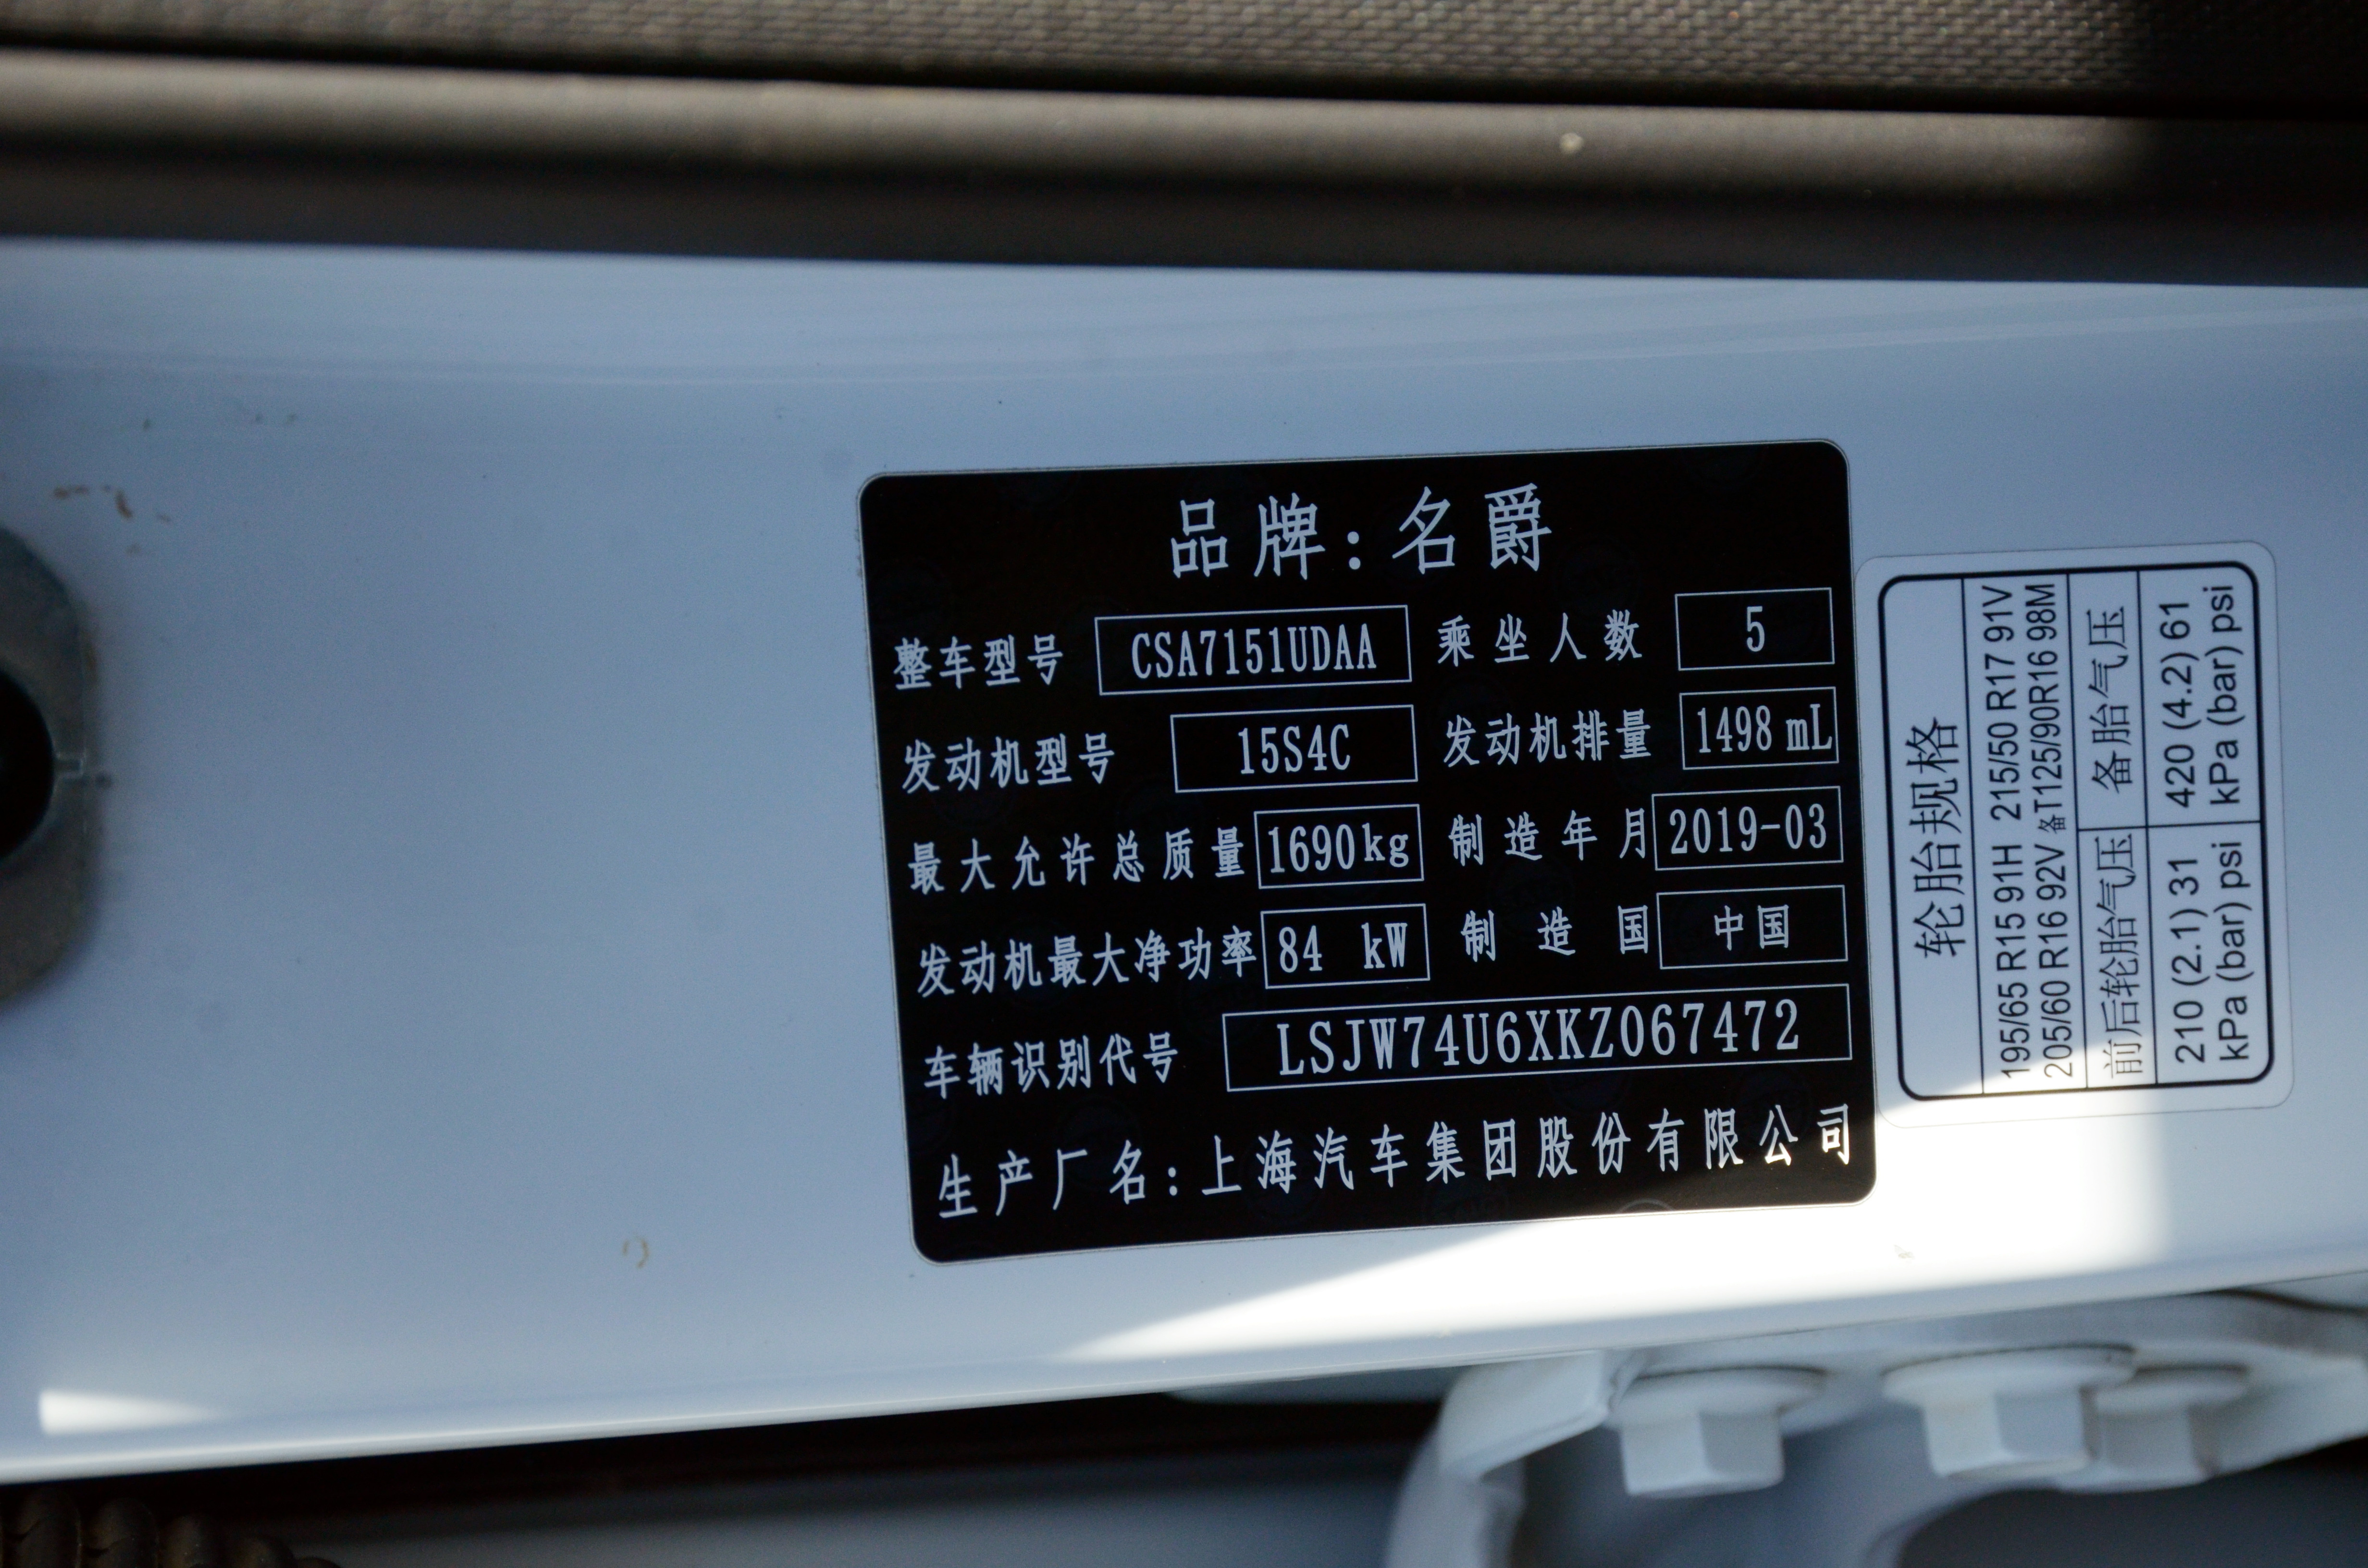 品牌：名爵
整车型号 CSA7151UDAA 乘坐人数 5
发动机型号 15S4C 发动机排量 1498 mL
最大允许总质量 1690kg 制造年月 2019-03
发动机最大净功率 84 kW 制造国 中国
车辆识别代号 LSJW74U6XKZ067472
生产厂名：上海汽车集团股份有限公司
轮胎规格
195/65 R15 91H 215/50 R17 91V
205/60 R16 92V 备T125/90R16 98M
前后轮胎气压 备胎气压
210 (2.1) 31 420 (4.2) 61
kPa (bar) psi kPa (bar) psi